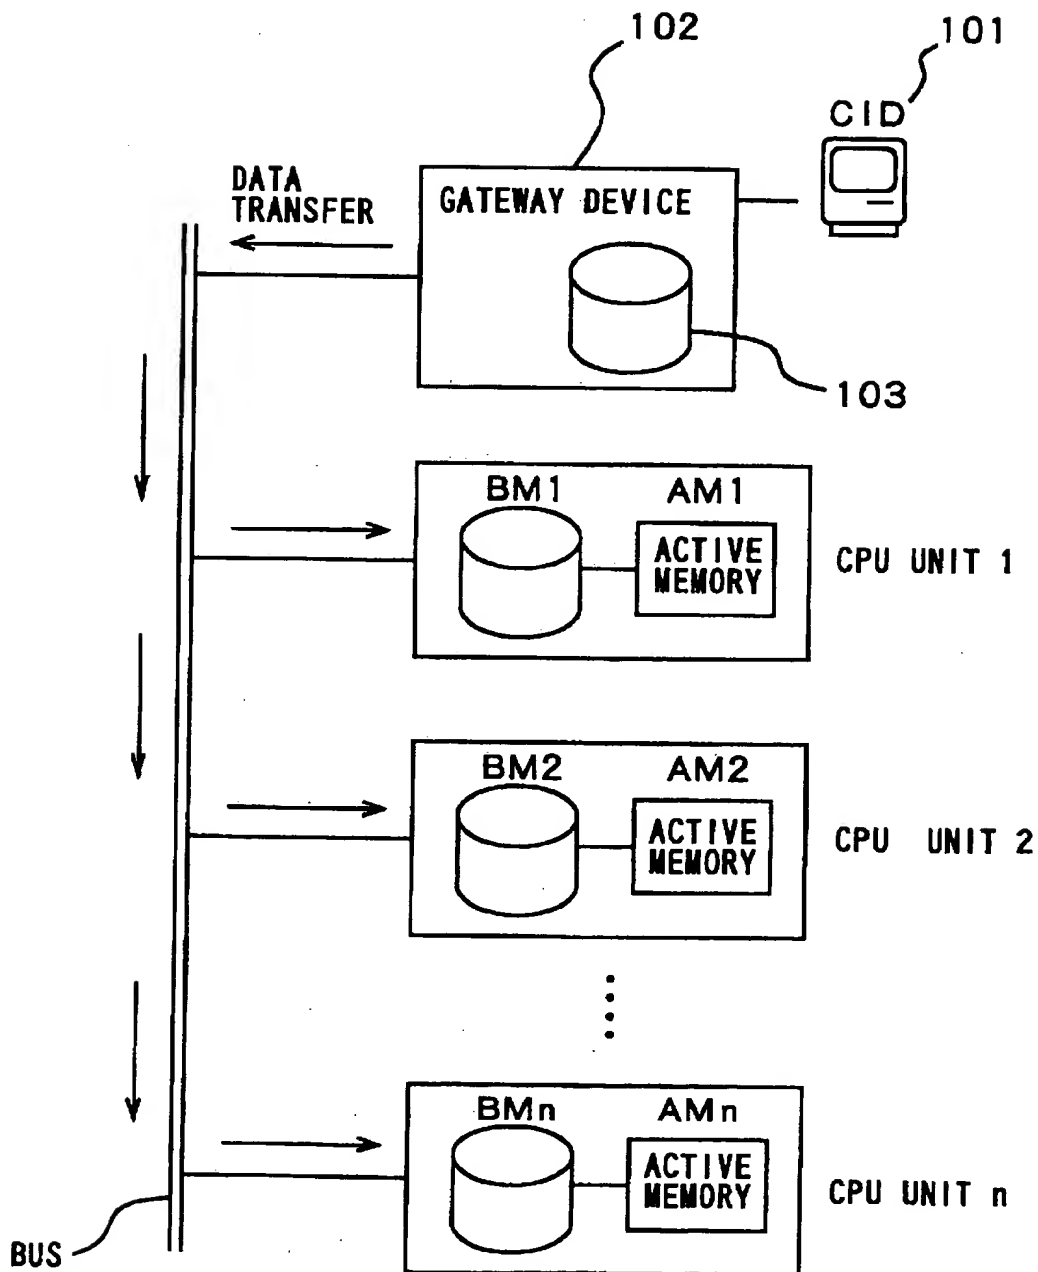 102
101
CID
DATA
TRANSFER
GATEWAY DEVICE
103
BM1
AM1
ACTIVE
MEMORY
CPU UNIT 1
BM2
AM2
ACTIVE
MEMORY
CPU UNIT 2
BMn
AMn
ACTIVE
MEMORY
CPU UNIT n
BUS